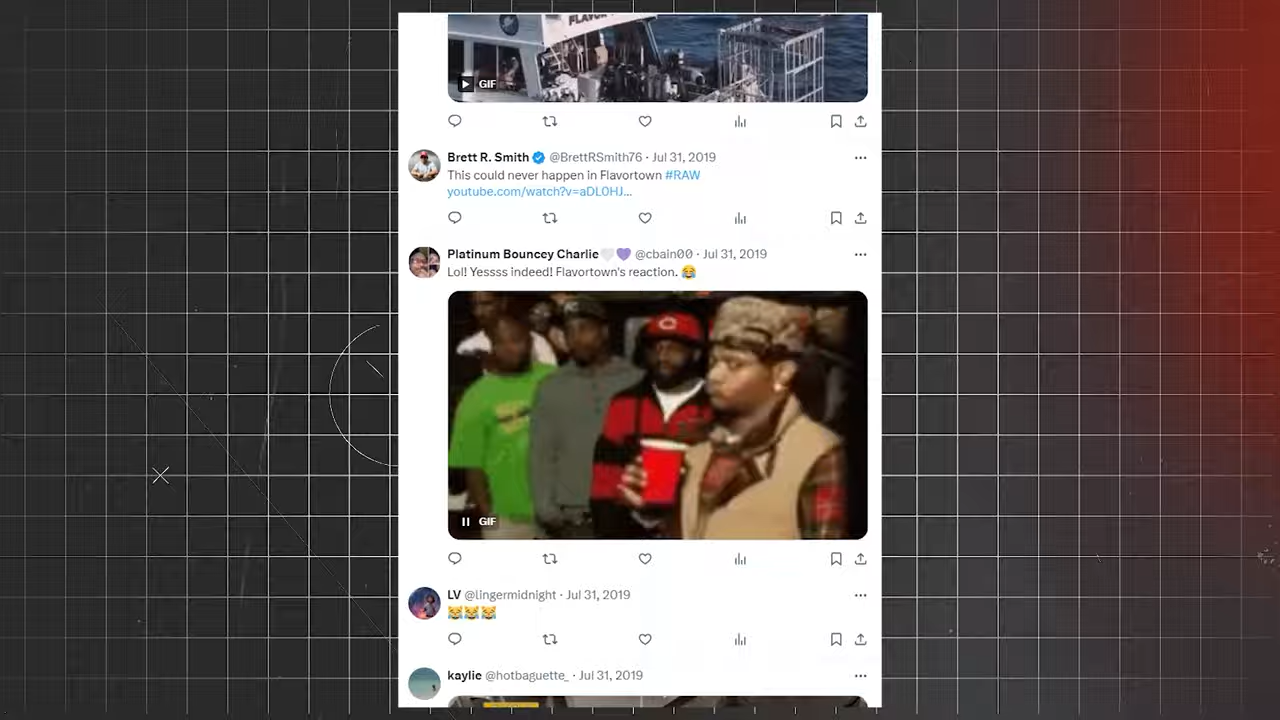 FLAVOR
GIF
Brett R. Smith @BrettRSmith76 · Jul 31, 2019
This could never happen in Flavortown #RAW
youtube.com/watch?v=aDL0HJ...
Platinum Bouncey Charlie🤍💜 @cbain00 · Jul 31, 2019
Lol! Yessss indeed! Flavortown's reaction. 😂
GIF
LV @lingermidnight · Jul 31, 2019
😹😹😹
kaylie @hotbaguette_ · Jul 31, 2019